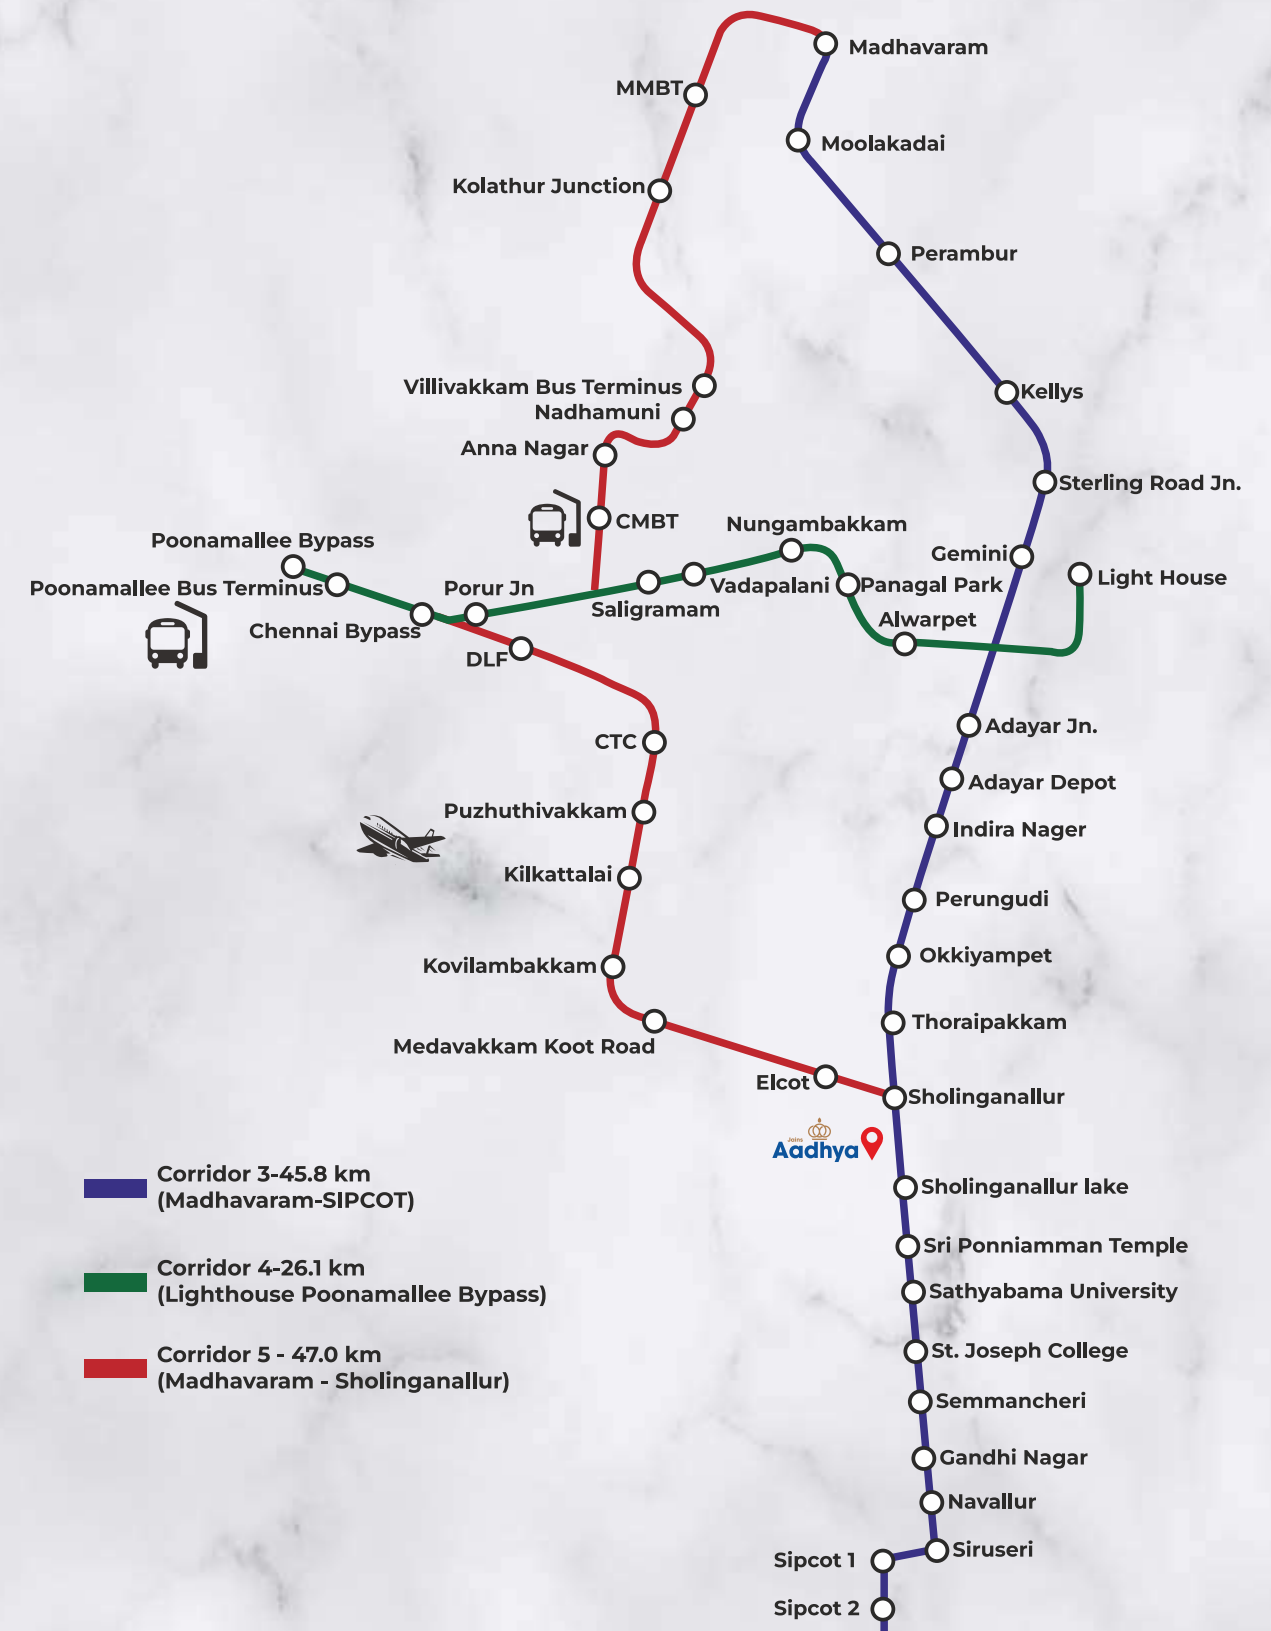 Madhavaram
MMBT
Moolakadai
Kolathur Junction
Perambur
Villivakkam Bus Terminus
Kellys
Nadhamuni
Anna Nagar
Sterling Road Jn.
CMBT
Nungambakkam
Poonamallee Bypass
Gemini
Light House
Poonamallee Bus Terminus
Porur Jn
Vadapalani
Panagal Park
Saligramam
Alwarpet
Chennai Bypass
DLF
Adayar Jn.
CTC
Adayar Depot
Puzhuthivakkam
Indira Nager
Kilkattalai
Perungudi
Okkiyampet
Kovilambakkam
Thoraipakkam
Medavakkam Koot Road
Elcot
Sholinganallur
Joins
Aadhya
Corridor 3-45.8 km
(Madhavaram-SIPCOT)
Sholinganallur lake
Sri Ponniamman Temple
Corridor 4-26.1 km
(Lighthouse Poonamallee Bypass)
Sathyabama University
St. Joseph College
Corridor 5 - 47.0 km
(Madhavaram - Sholinganallur)
Semmancheri
Gandhi Nagar
Navallur
Siruseri
Sipcot 1
Sipcot 2